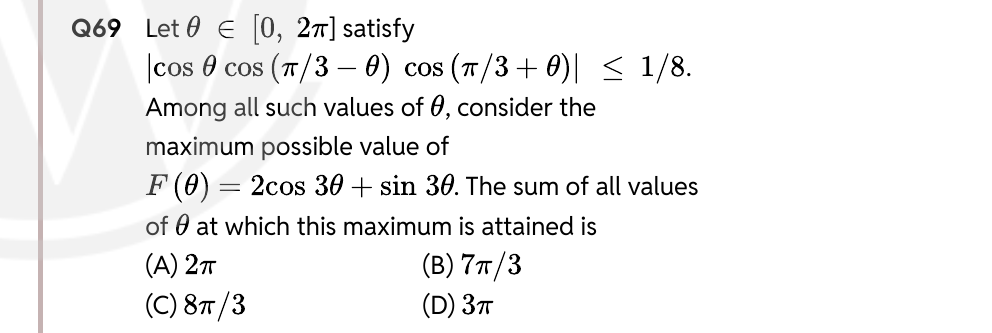 Q69 Let θ ∈ [0, 2π] satisfy
|cos θ cos (π/3 − θ) cos (π/3 + θ)| ≤ 1/8.
Among all such values of θ, consider the
maximum possible value of
F (θ) = 2cos 3θ + sin 3θ. The sum of all values
of θ at which this maximum is attained is
(A) 2π (B) 7π/3
(C) 8π/3 (D) 3π